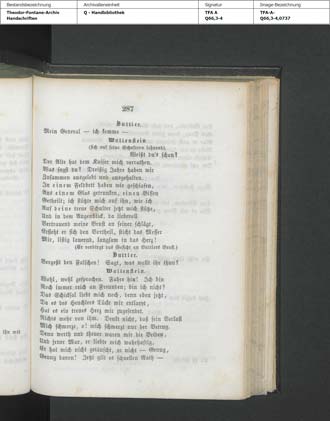 Bestandsbezeichnung
Theodor-Fontane-Archiv
Handschriften
Archivalieneinheit
Q - Handbibliothek
Signatur
TFA A
Q66,3-4
Image-Bezeichnung
TFA-A-
Q66,3-4,0737
287
Buttler.
Mein General — ich komme —
Wallenstein
(sich auf seine Schultern lehnend).
Weißt du's schon?
Der Alte hat dem Kaiser mich verrathen.
Was sagst du? Dreißig Jahre haben wir
Zusammen ausgelebt und ausgehalten.
In einem Feldbett haben wir geschlafen,
Aus einem Glas getrunken, einen Bissen
Getheilt; ich stützte mich auf ihn, wie ich
Auf deine treue Schulter jetzt mich stütze,
Und in dem Augenblick, da liebevoll
Vertrauend meine Brust an seiner schlägt,
Ersieht er sich den Vortheil, sticht das Messer
Mir, listig lauernd, langsam in das Herz!
(Er verbirgt das Gesicht an Buttlers Brust.)
Buttler.
Vergeßt den Falschen! Sagt, was wollt ihr thun?
Wallenstein.
Wohl, wohl gesprochen. Fahre hin! Ich bin
Noch immer reich an Freunden; bin ich nicht?
Das Schicksal liebt mich noch, denn eben jetzt,
Da es des Heuchlers Tücke mir entlarvt,
Hat es ein treues Herz mir zugesendet.
Nichts mehr von ihm. Denkt nicht, daß sein Verlust
Mich schmerze, o! mich schmerzt nur der Betrug.
Denn werth und theuer waren mir die Beiden,
Und jener Max, er liebte mich wahrhaftig,
Er hat mich nicht getäuscht, er nicht — Genug,
Genug davon! Jetzt gilt es schnellen Rath —